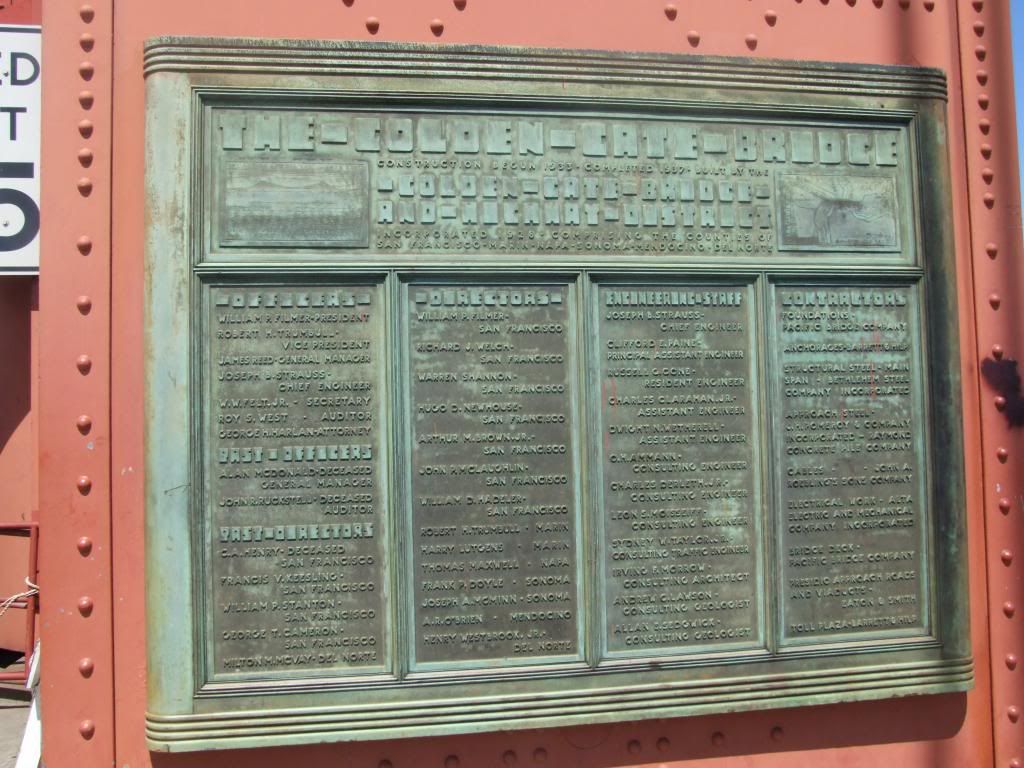 ED
T
5
THE-GOLDEN-GATE-BRIDGE
CONSTRUCTION BEGUN 1933·COMPLETED 1937·BUILT BY THE
-GOLDEN-GATE-BRIDGE-
AND-HIGHWAY-DISTRICT
INCORPORATED 1928·COMPRISING THE COUNTIES OF
SAN FRANCISCO·MARIN·NAPA·SONOMA·MENDOCINO·DEL NORTE
-OFFICERS-
WILLIAM P. FILMER-PRESIDENT
ROBERT H. TRUMBULL
VICE PRESIDENT
JAMES REED-GENERAL MANAGER
JOSEPH B. STRAUSS-
CHIEF ENGINEER
W.W. FELT, JR. - SECRETARY
ROY S. WEST - AUDITOR
GEORGE H. HARLAN-ATTORNEY
PAST-OFFICERS
ALAN MCDONALD-DECEASED
GENERAL MANAGER
JOHN R. RUCKSTELL-DECEASED
AUDITOR
PAST-DIRECTORS
C.A. HENRY-DECEASED
-SAN FRANCISCO
FRANCIS V. KEESLING-
SAN FRANCISCO
WILLIAM P. STANTON-
SAN FRANCISCO
GEORGE T. CAMERON-
SAN FRANCISCO
MILTON M. MCVAY-DEL NORTE
-DIRECTORS-
WILLIAM P. FILMER-
SAN FRANCISCO
RICHARD J. WELCH-
SAN FRANCISCO
WARREN SHANNON-
SAN FRANCISCO
HUGO D. NEWHOUSE-
SAN FRANCISCO
ARTHUR M. BROWN, JR.-
SAN FRANCISCO
JOHN P. MCLAUGHLIN-
SAN FRANCISCO
WILLIAM D. HADELER-
SAN FRANCISCO
ROBERT H. TRUMBULL - MARIN
HARRY LUTGENS - MARIN
THOMAS MAXWELL - NAPA
FRANK P. DOYLE - SONOMA
JOSEPH A. MCMINN-SONOMA
A.R. O'BRIEN - MENDOCINO
HENRY WESTBROOK, JR.-
DEL NORTE
ENGINEERING-STAFF
JOSEPH B. STRAUSS-
CHIEF ENGINEER
CLIFFORD E. PAINE-
PRINCIPAL ASSISTANT ENGINEER
RUSSELL G. CONE-
RESIDENT ENGINEER
CHARLES CLARAHAN, JR.-
ASSISTANT ENGINEER
DWIGHT N. WETHERELL-
ASSISTANT ENGINEER
O.H. AMMANN-
CONSULTING ENGINEER
CHARLES DERLETH, JR.-
CONSULTING ENGINEER
LEON S. MOISSEIFF-
CONSULTING ENGINEER
SYDNEY W. TAYLOR, JR.-
CONSULTING TRAFFIC ENGINEER
IRVING F. MORROW-
CONSULTING ARCHITECT
ANDREW C. LAWSON-
CONSULTING GEOLOGIST
ALLAN E. SEDGWICK-
CONSULTING GEOLOGIST
CONTRACTORS
FOUNDATIONS-
PACIFIC BRIDGE COMPANY
ANCHORAGES-BARRETT & HILP
STRUCTURAL STEEL-MAIN
SPAN - BETHLEHEM STEEL
COMPANY INCORPORATED
APPROACH STEEL-
J.H. POMEROY & COMPANY
INCORPORATED - RAYMOND
CONCRETE PILE COMPANY
CABLES - JOHN A.
ROEBLING'S SONS COMPANY
ELECTRICAL WORK-ALTA
ELECTRIC AND MECHANICAL
COMPANY INCORPORATED
BRIDGE DECK-
PACIFIC BRIDGE COMPANY
PRESIDIO APPROACH ROADS
AND VIADUCTS-
EATON & SMITH
TOLL PLAZA-BARRETT & HILP